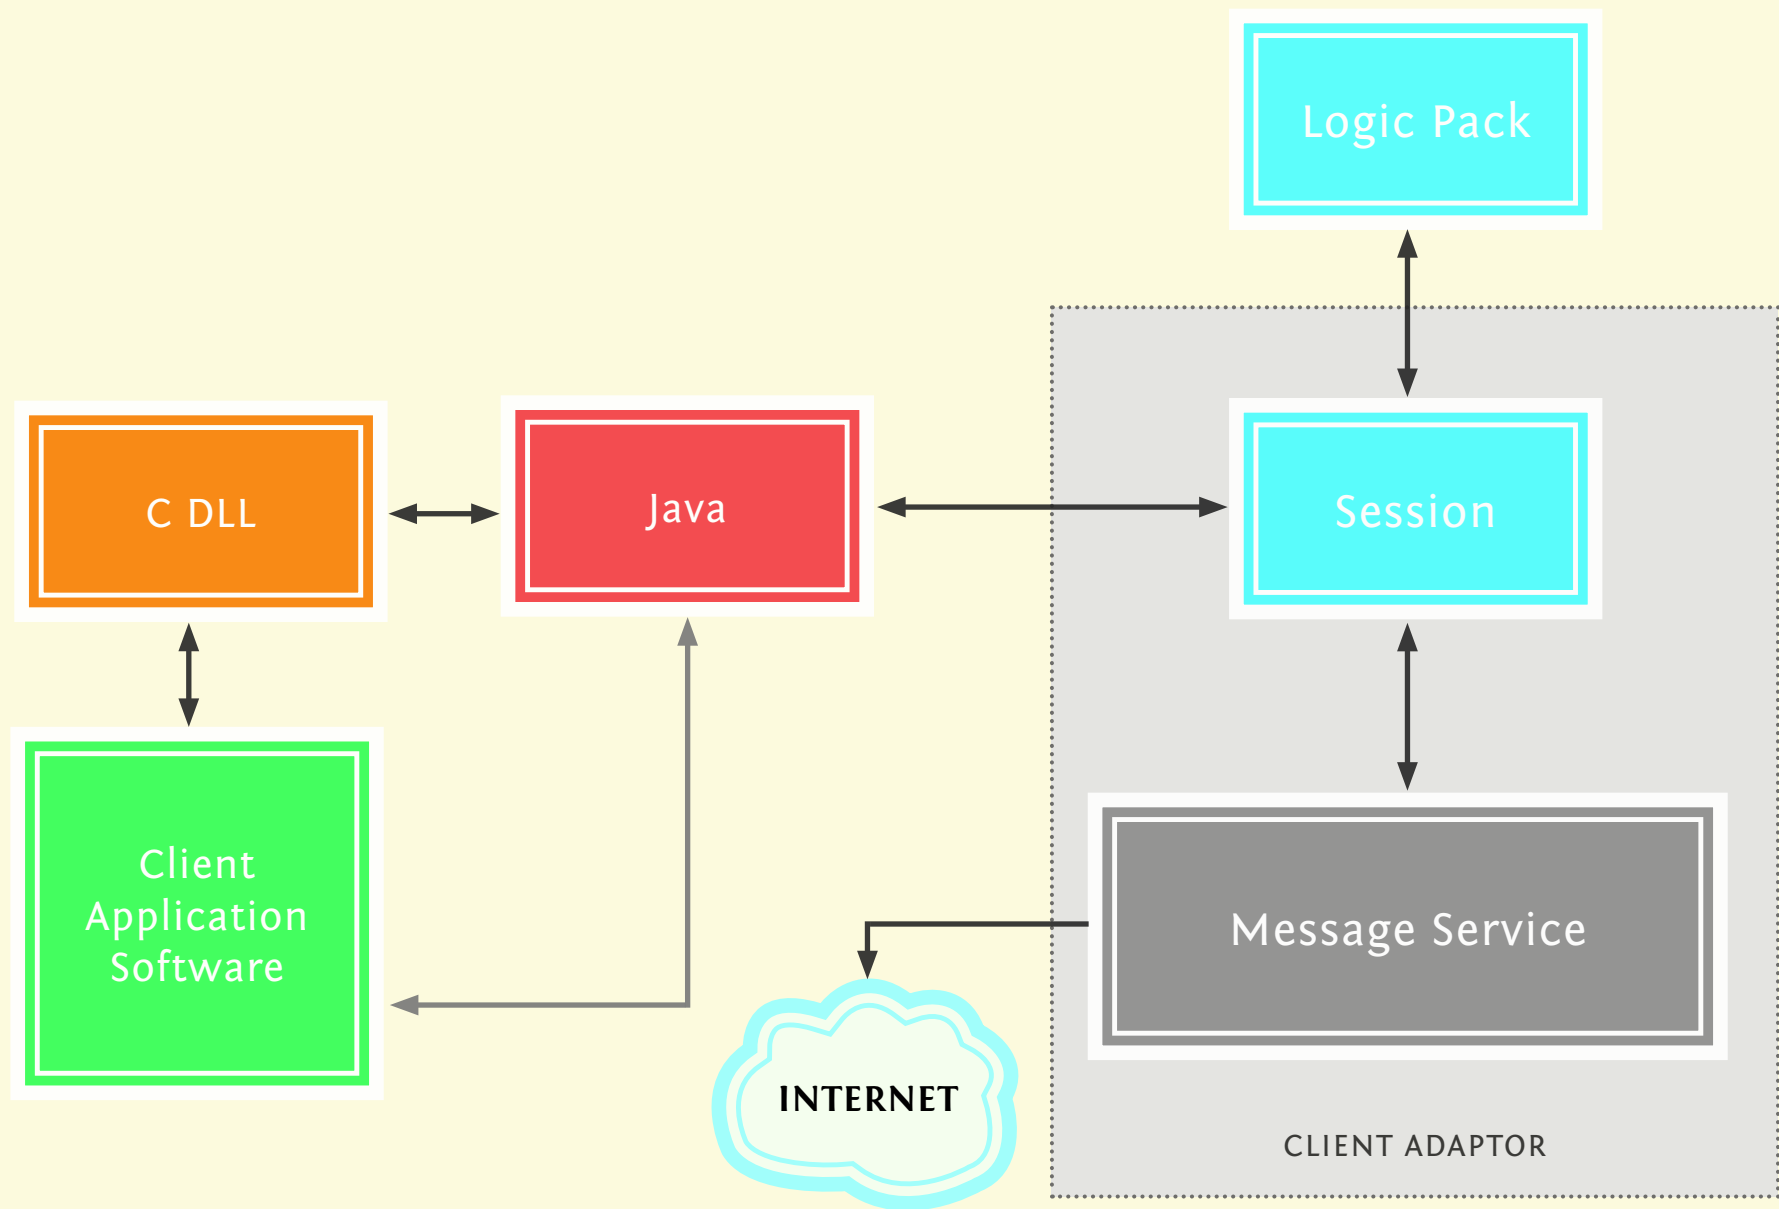 Logic Pack
C DLL
Java
Session
Client
Application
Software
Message Service
INTERNET
CLIENT ADAPTOR